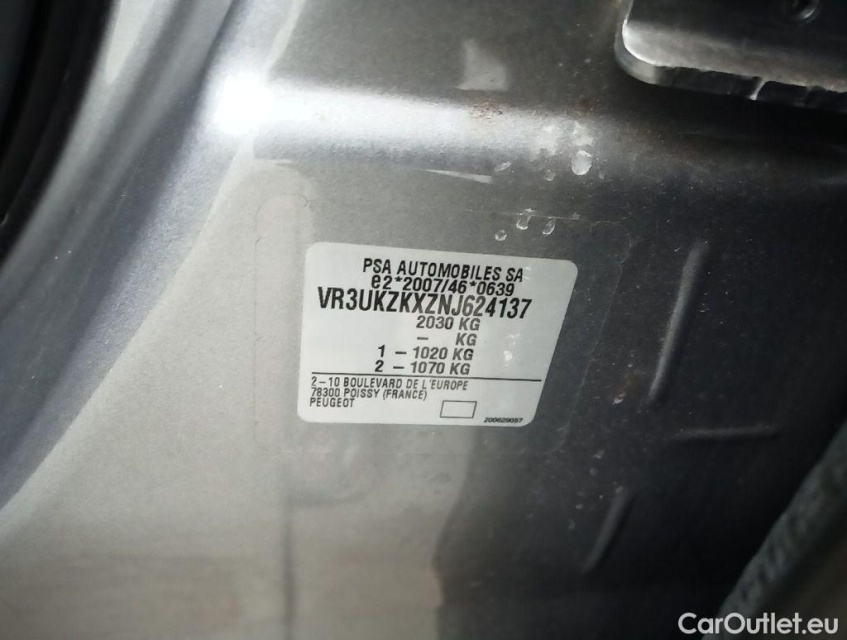 PSA AUTOMOBILES SA
e2*2007/46*0639
VR3UKZKXZNJ624137
2030 KG
– KG
1 – 1020 KG
2 – 1070 KG
2–10 BOULEVARD DE L'EUROPE
78300 POISSY (FRANCE)
PEUGEOT
200629057
CarOutlet.eu